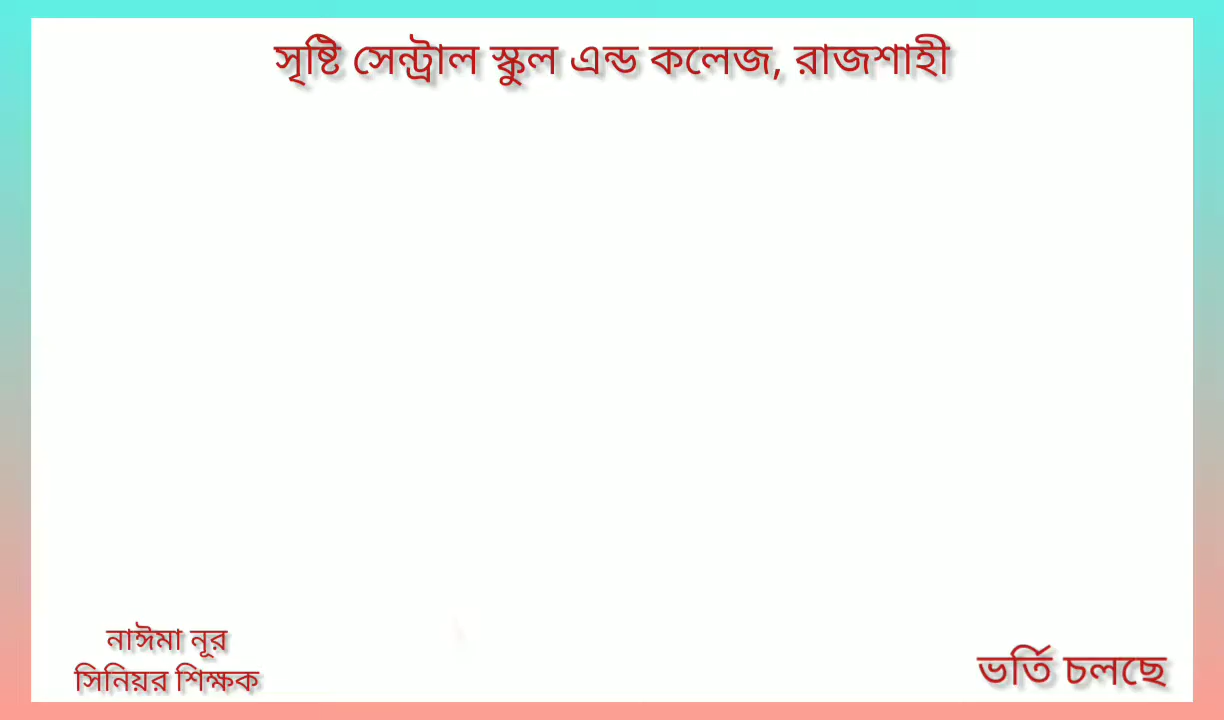 সৃষ্টি সেন্ট্রাল স্কুল এন্ড কলেজ, রাজশাহী
নাঈমা নূর
সিনিয়র শিক্ষক
ভর্তি চলছে